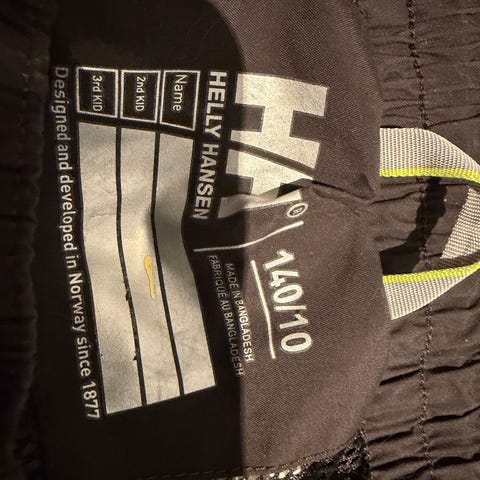 HH®
HELLY HANSEN
140/10
MADE IN BANGLADESH
FABRIQUÉ AU BANGLADESH
Name
2nd KID
3rd KID
Designed and developed in Norway since 1877